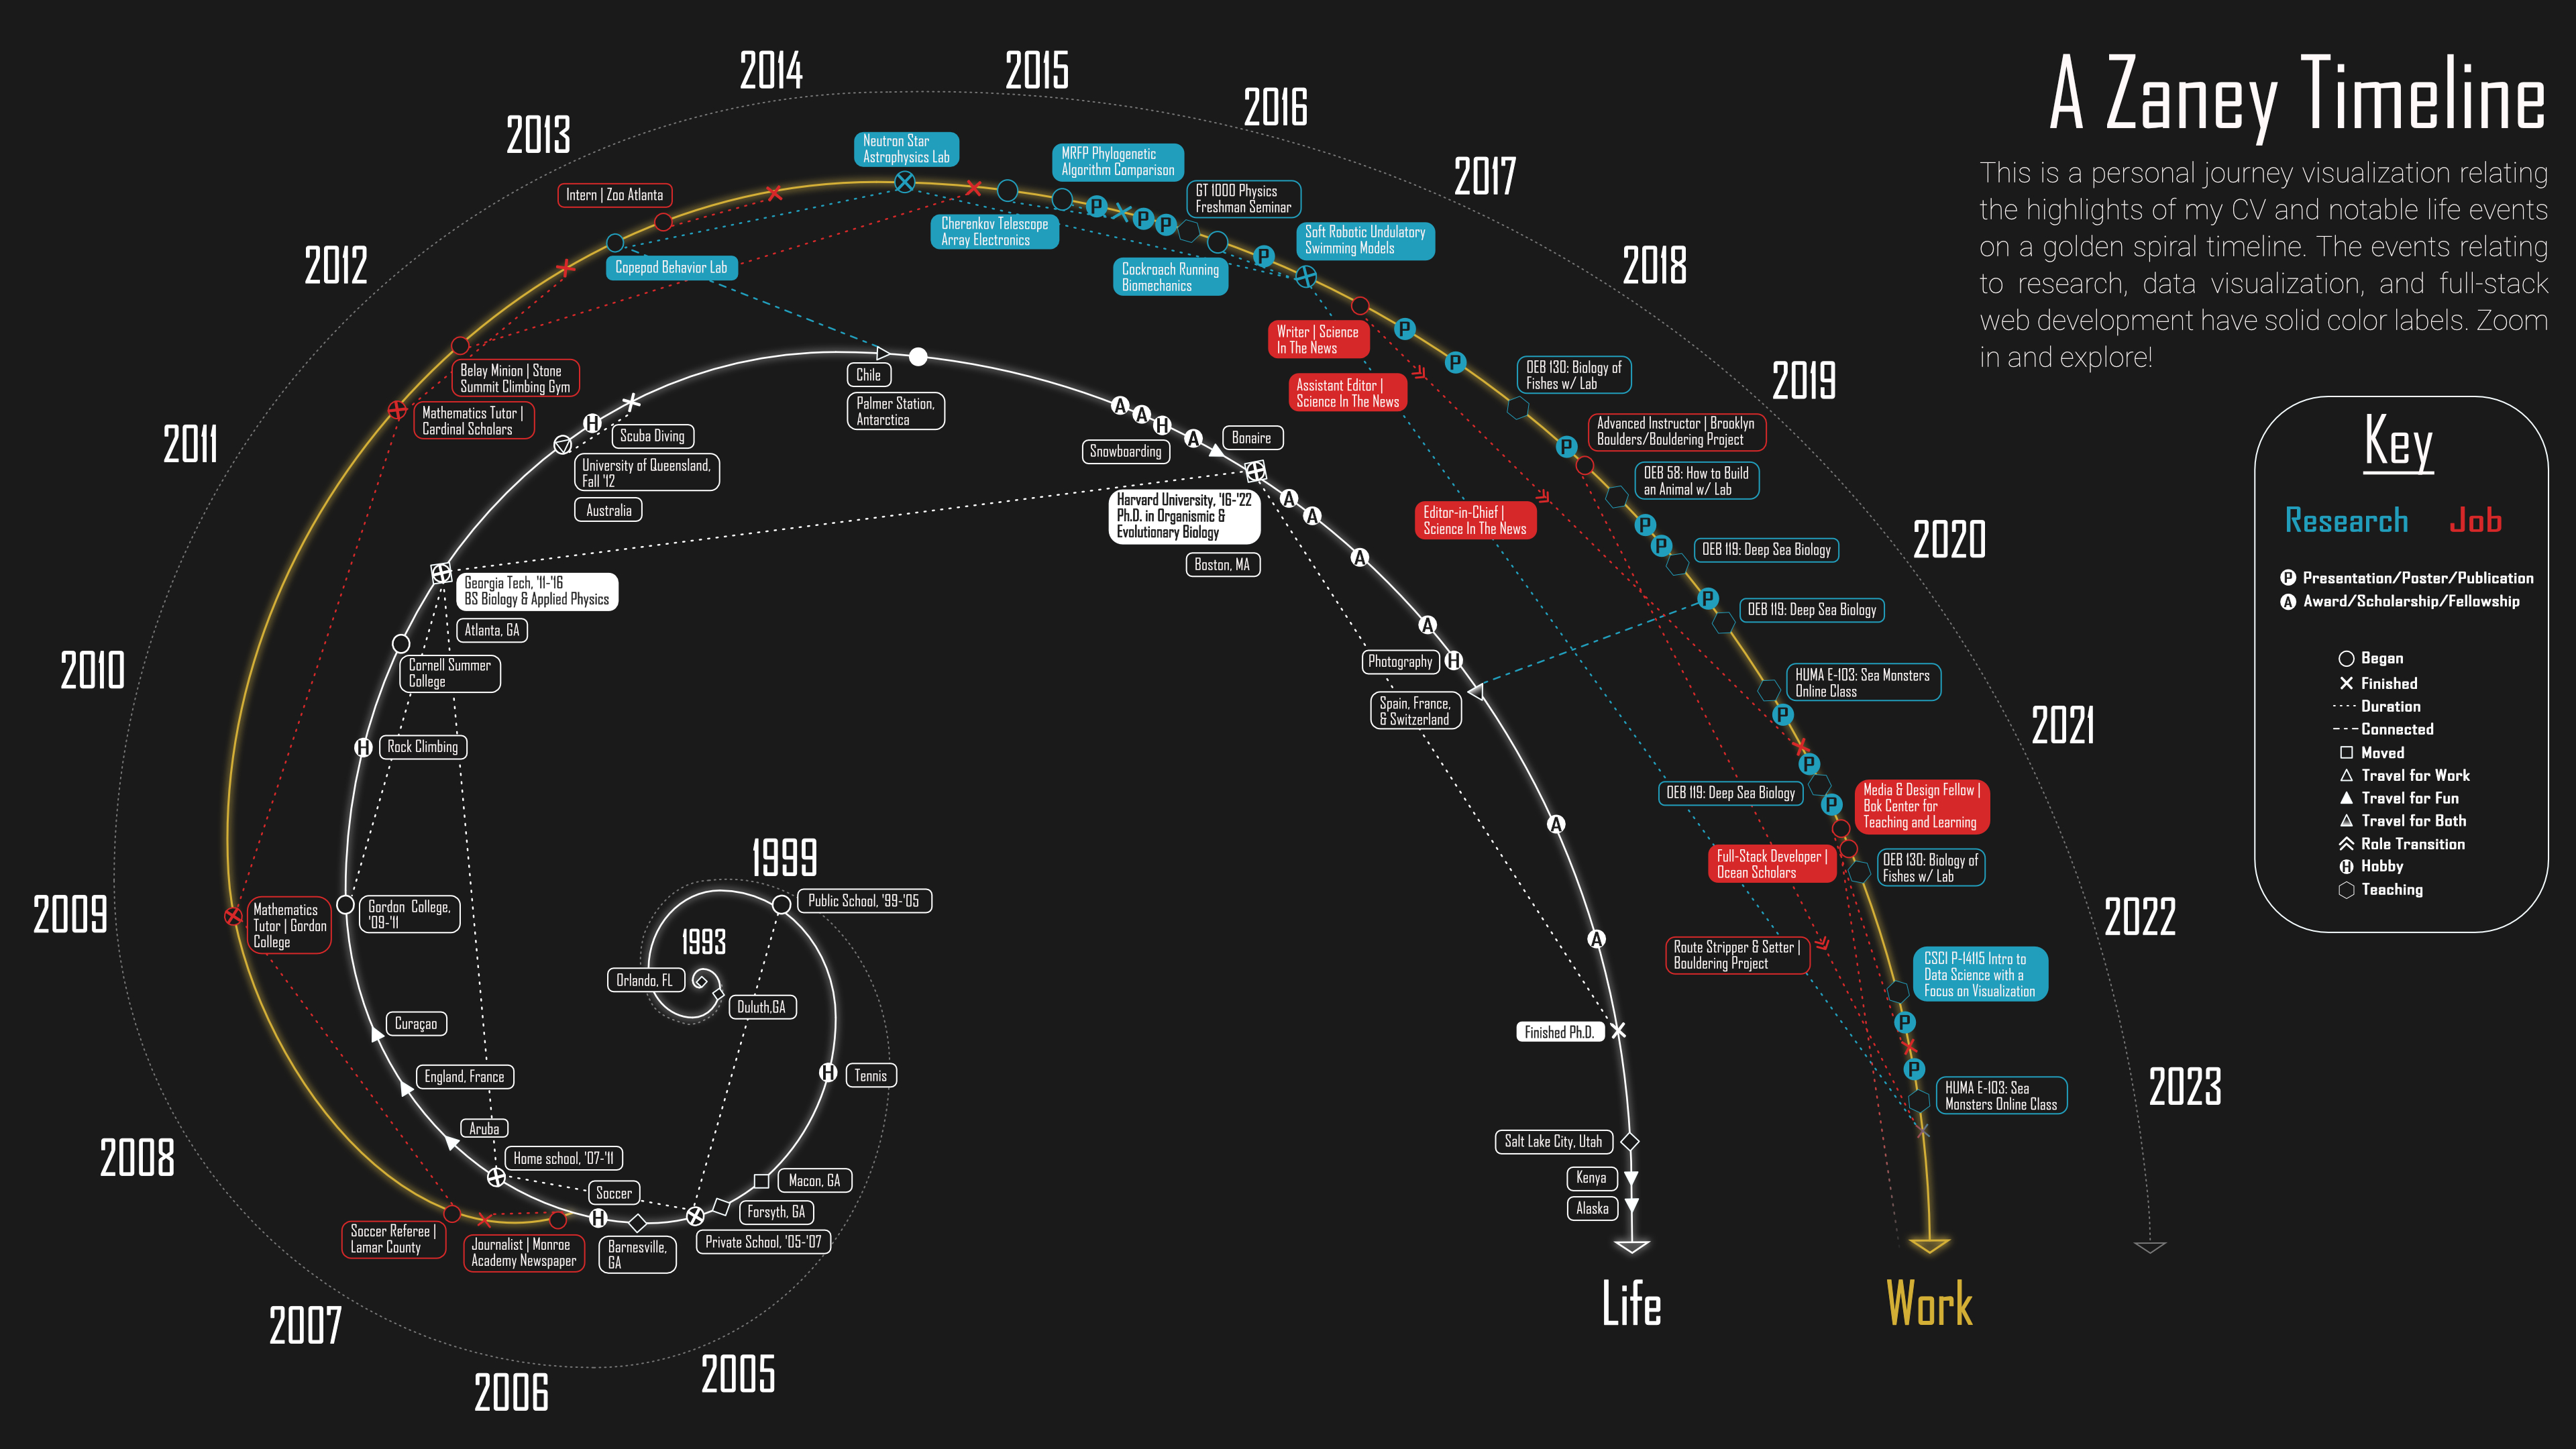 A Zaney Timeline
This is a personal journey visualization relating
the highlights of my CV and notable life events
on a golden spiral timeline. The events relating
to research, data visualization, and full-stack
web development have solid color labels. Zoom
in and explore!
Key
Research Job
P Presentation/Poster/Publication
A Award/Scholarship/Fellowship
Began
Finished
Duration
Connected
Moved
Travel for Work
Travel for Fun
Travel for Both
Role Transition
H Hobby
Teaching
1993
1999
2005
2006
2007
2008
2009
2010
2011
2012
2013
2014
2015
2016
2017
2018
2019
2020
2021
2022
2023
Orlando, FL
Duluth,GA
Public School, '99-'05
H
Tennis
Macon, GA
Forsyth, GA
Private School, '05-'07
Barnesville,
GA
H
Soccer
Home school, '07-'11
Aruba
England, France
Curaçao
Gordon College,
'09-'11
H
Rock Climbing
Cornell Summer
College
Georgia Tech, '11-'16
BS Biology & Applied Physics
Atlanta, GA
University of Queensland,
Fall '12
Australia
H
Scuba Diving
Chile
Palmer Station,
Antarctica
A
A
H
Snowboarding
A
Bonaire
Harvard University, '16-'22
Ph.D. in Organismic &
Evolutionary Biology
Boston, MA
A
A
A
A
Photography
H
Spain, France,
& Switzerland
A
A
Finished Ph.D.
Salt Lake City, Utah
Kenya
Alaska
Life
Journalist | Monroe
Academy Newspaper
Soccer Referee |
Lamar County
Mathematics
Tutor | Gordon
College
Mathematics Tutor |
Cardinal Scholars
Belay Minion | Stone
Summit Climbing Gym
Copepod Behavior Lab
Intern | Zoo Atlanta
Neutron Star
Astrophysics Lab
Cherenkov Telescope
Array Electronics
MRFP Phylogenetic
Algorithm Comparison
P
P
P
GT 1000 Physics
Freshman Seminar
Cockroach Running
Biomechanics
P
Soft Robotic Undulatory
Swimming Models
Writer | Science
In The News
P
Assistant Editor |
Science In The News
P
OEB 130: Biology of
Fishes w/ Lab
P
Advanced Instructor | Brooklyn
Boulders/Bouldering Project
OEB 58: How to Build
an Animal w/ Lab
Editor-in-Chief |
Science In The News
P
P
OEB 119: Deep Sea Biology
P
OEB 119: Deep Sea Biology
HUMA E-103: Sea Monsters
Online Class
P
P
OEB 119: Deep Sea Biology
P
Media & Design Fellow |
Bok Center for
Teaching and Learning
Full-Stack Developer |
Ocean Scholars
OEB 130: Biology of
Fishes w/ Lab
Route Stripper & Setter |
Bouldering Project
CSCI P-14115 Intro to
Data Science with a
Focus on Visualization
P
P
HUMA E-103: Sea
Monsters Online Class
Work